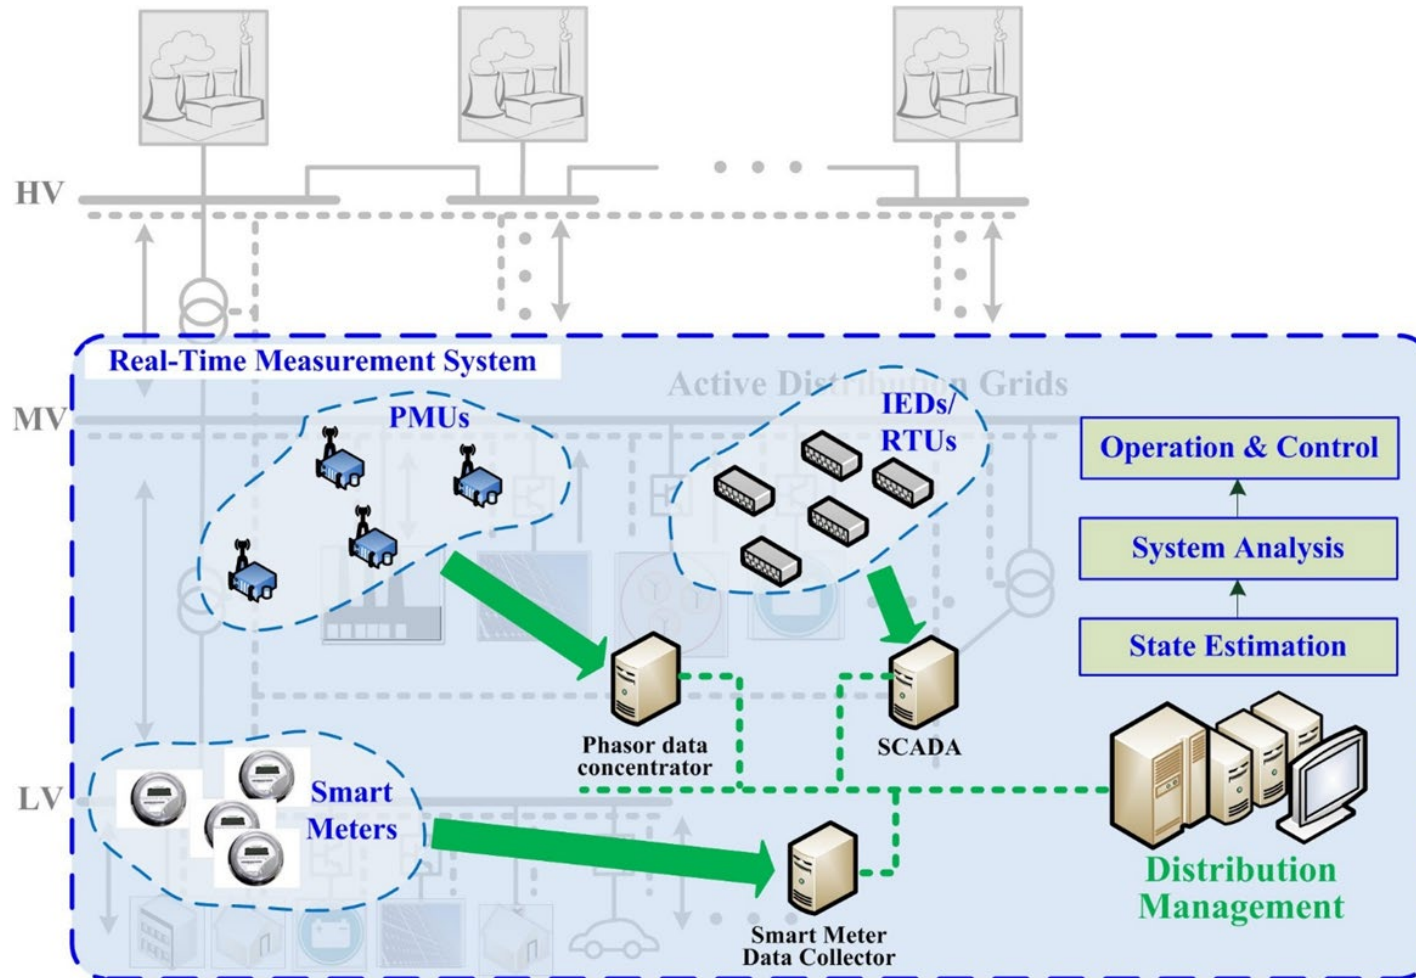 HV
Real-Time Measurement System
Active Distribution Grids
MV
PMUs
IEDs/
RTUs
Operation & Control
System Analysis
State Estimation
Phasor data
concentrator
SCADA
LV
Smart
Meters
Smart Meter
Data Collector
Distribution
Management